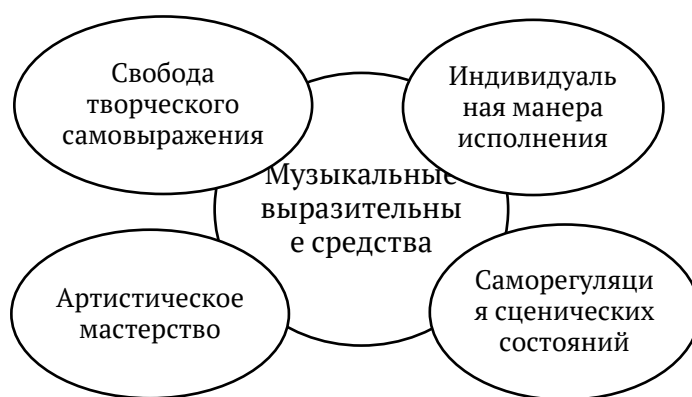 Свобода
творческого
самовыражения
Индивидуаль
ная манера
исполнения
Музыкальные
выразительны
е средства
Артистическое
мастерство
Саморегуляци
я сценических
состояний